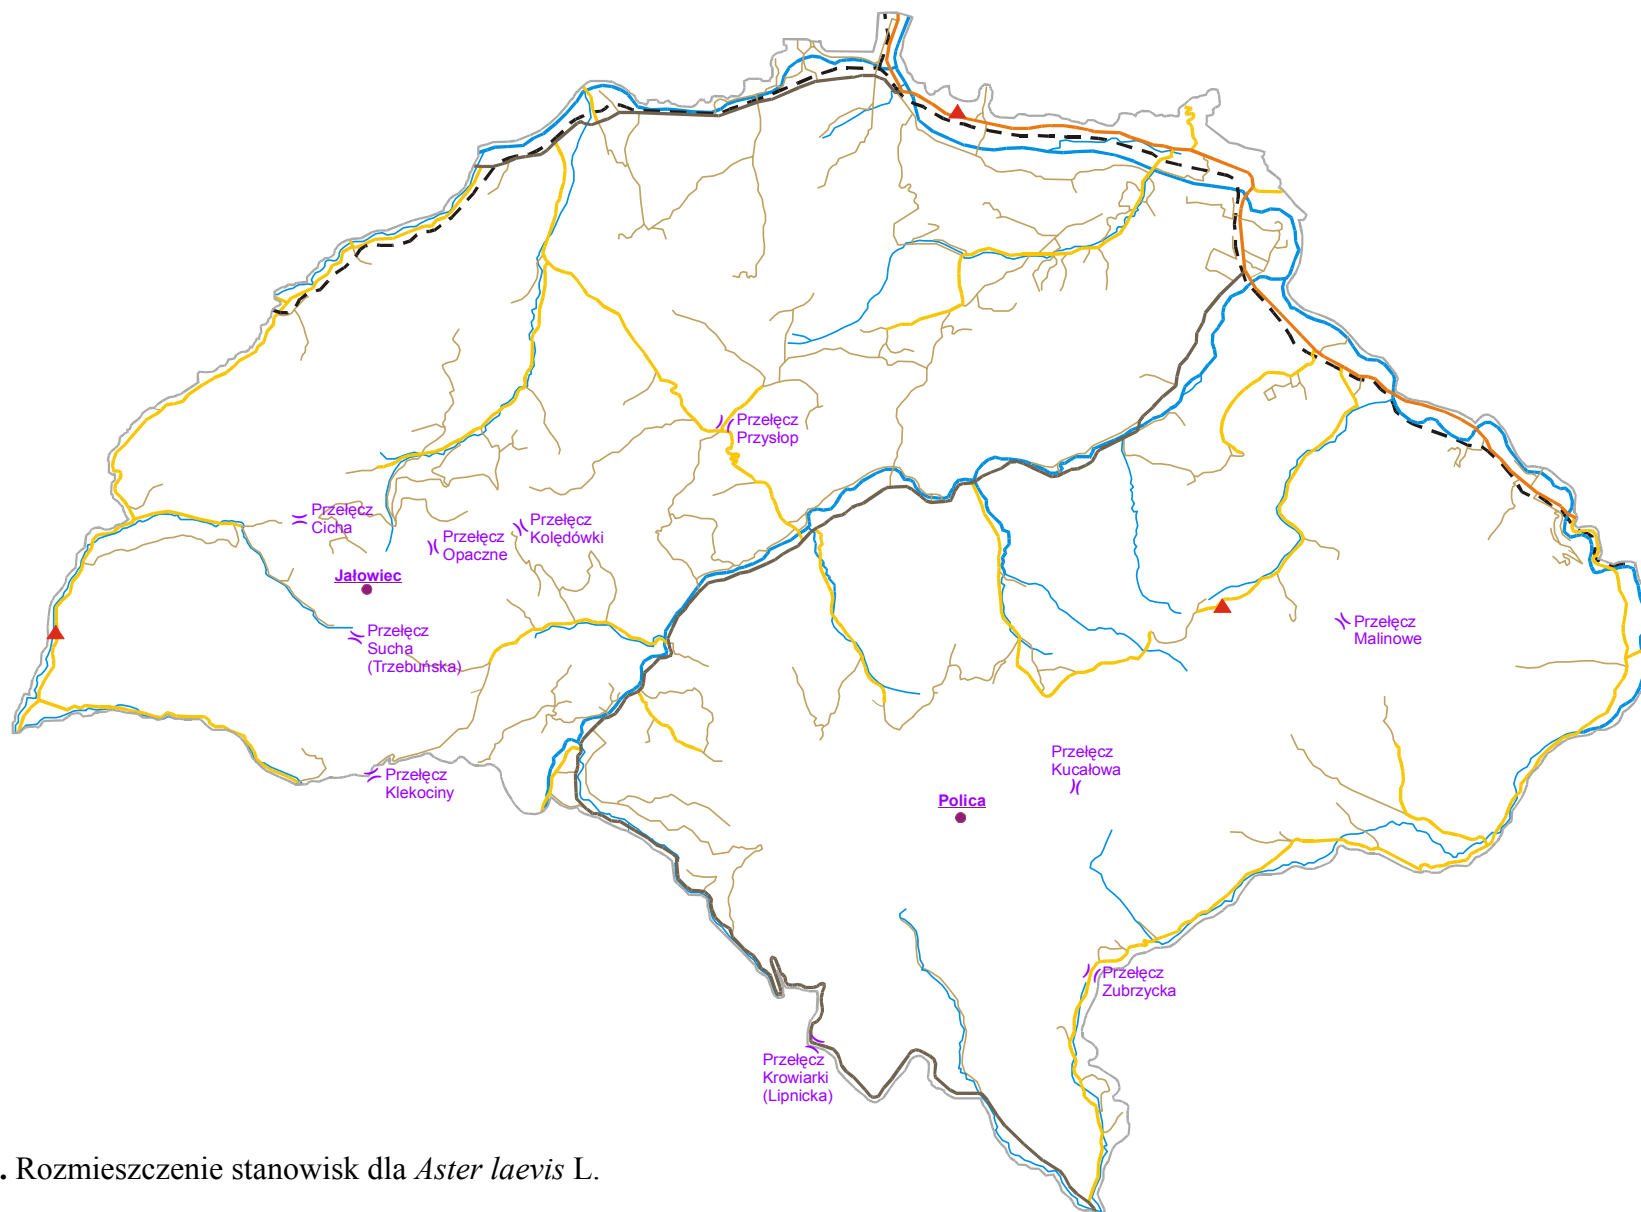 Przełęcz
Przysłop
Przełęcz
Cicha
Przełęcz
Kolędówki
Przełęcz
Opaczne
Jałowiec
Przełęcz
Sucha
(Trzebuńska)
Przełęcz
Malinowe
Przełęcz
Klekociny
Przełęcz
Kucałowa
Polica
Przełęcz
Zubrzycka
Przełęcz
Krowiarki
(Lipnicka)
. Rozmieszczenie stanowisk dla Aster laevis L.